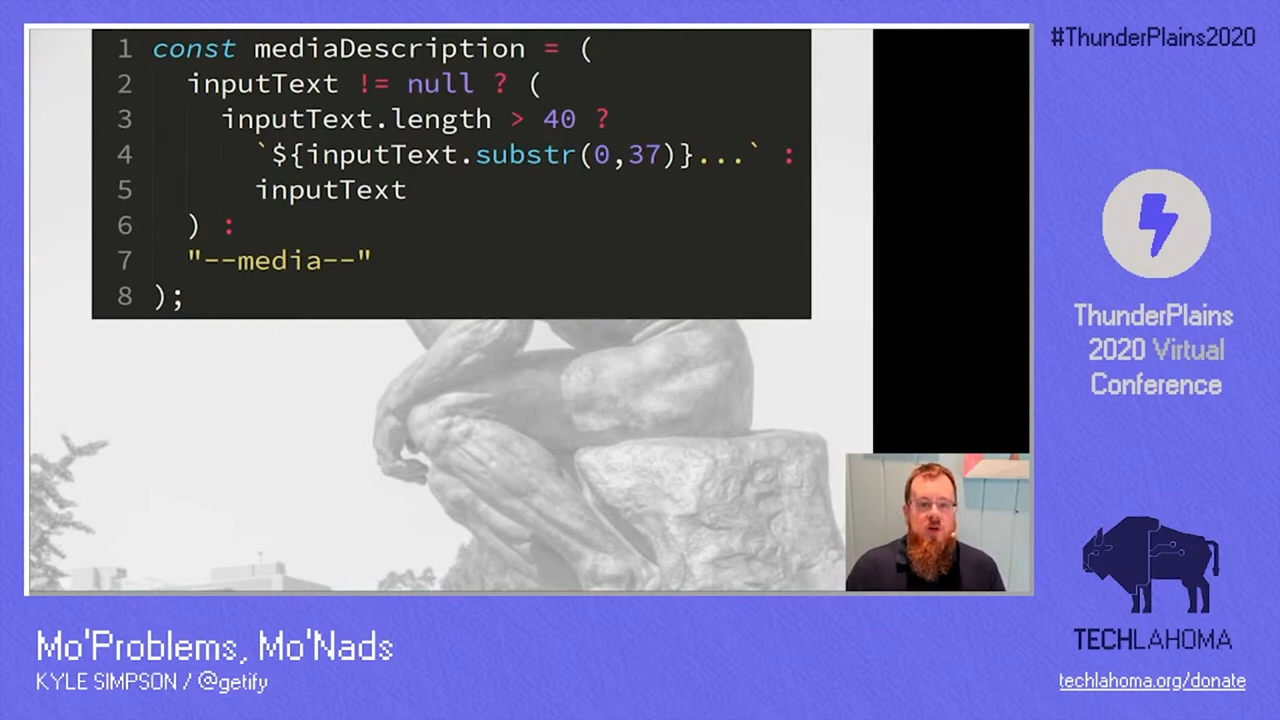 1 const mediaDescription = (
2 inputText != null ? (
3 inputText.length > 40 ?
4 `${inputText.substr(0,37)}...` :
5 inputText
6 ) :
7 "--media--"
8 );
#ThunderPlains2020
ThunderPlains
2020 Virtual
Conference
TECHLAHOMA
techlahoma.org/donate
Mo'Problems, Mo'Nads
KYLE SIMPSON / @getify